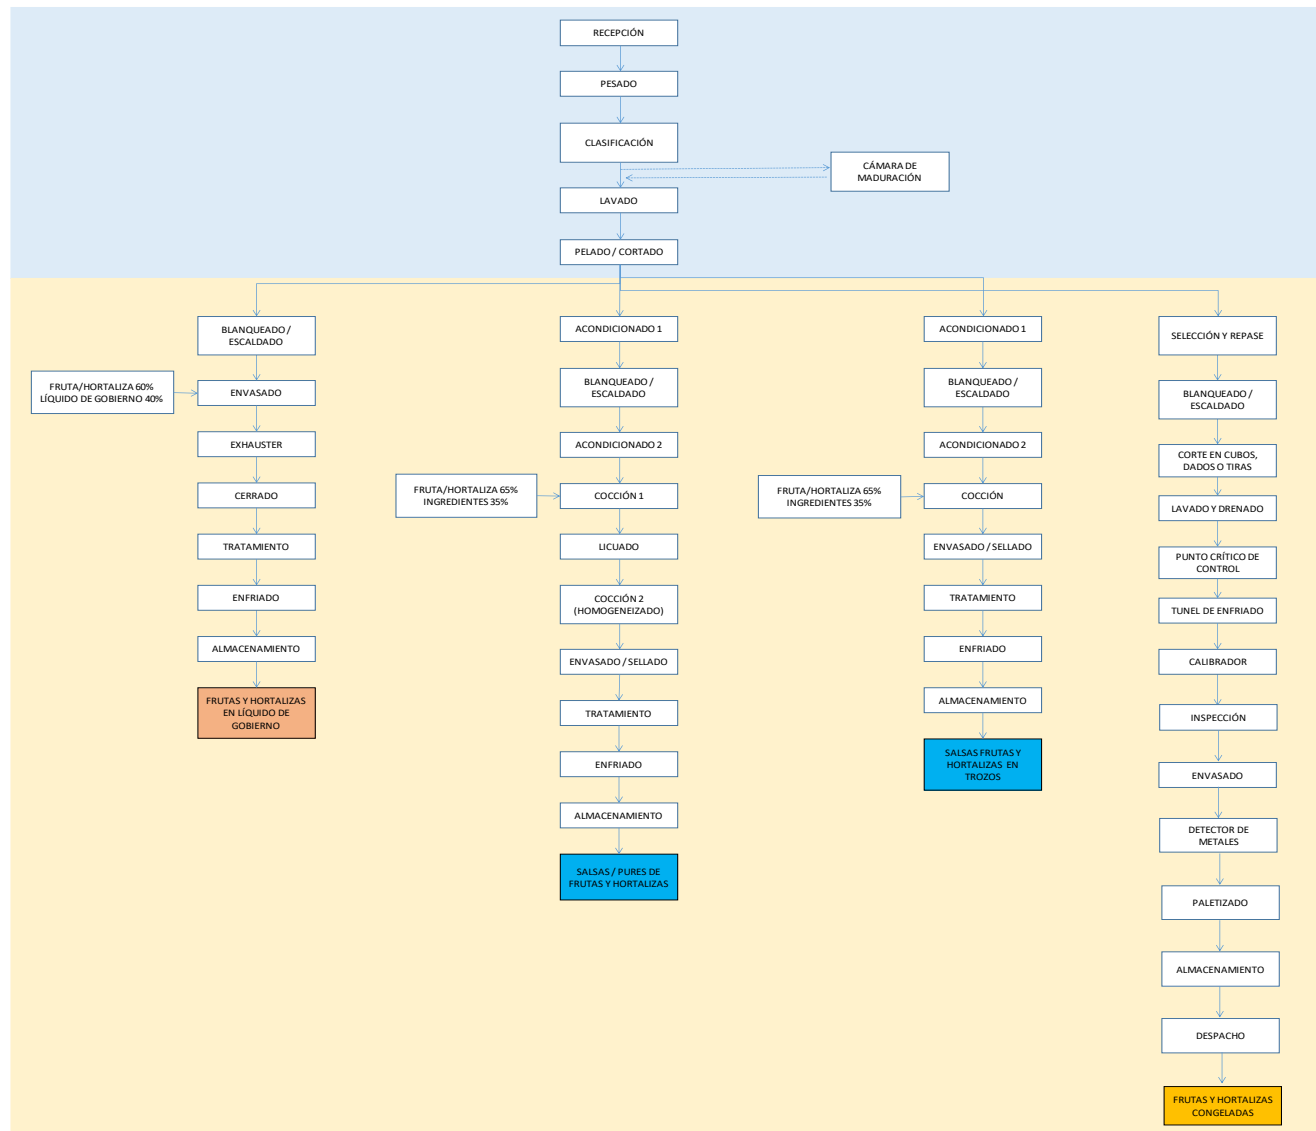 RECEPCIÓN
PESADO
CLASIFICACIÓN
CÁMARA DE
MADURACIÓN
LAVADO
PELADO / CORTADO
BLANQUEADO /
ESCALDADO
FRUTA/HORTALIZA 60%
LÍQUIDO DE GOBIERNO 40%
ENVASADO
EXHAUSTER
CERRADO
TRATAMIENTO
ENFRIADO
ALMACENAMIENTO
FRUTAS Y HORTALIZAS
EN LÍQUIDO DE
GOBIERNO
ACONDICIONADO 1
BLANQUEADO /
ESCALDADO
ACONDICIONADO 2
FRUTA/HORTALIZA 65%
INGREDIENTES 35%
COCCIÓN 1
LICUADO
COCCIÓN 2
(HOMOGENEIZADO)
ENVASADO / SELLADO
TRATAMIENTO
ENFRIADO
ALMACENAMIENTO
SALSAS / PURES DE
FRUTAS Y HORTALIZAS
ACONDICIONADO 1
BLANQUEADO /
ESCALDADO
ACONDICIONADO 2
FRUTA/HORTALIZA 65%
INGREDIENTES 35%
COCCIÓN
ENVASADO / SELLADO
TRATAMIENTO
ENFRIADO
ALMACENAMIENTO
SALSAS FRUTAS Y
HORTALIZAS EN
TROZOS
SELECCIÓN Y REPASE
BLANQUEADO /
ESCALDADO
CORTE EN CUBOS,
DADOS O TIRAS
LAVADO Y DRENADO
PUNTO CRÍTICO DE
CONTROL
TUNEL DE ENFRIADO
CALIBRADOR
INSPECCIÓN
ENVASADO
DETECTOR DE
METALES
PALETIZADO
ALMACENAMIENTO
DESPACHO
FRUTAS Y HORTALIZAS
CONGELADAS